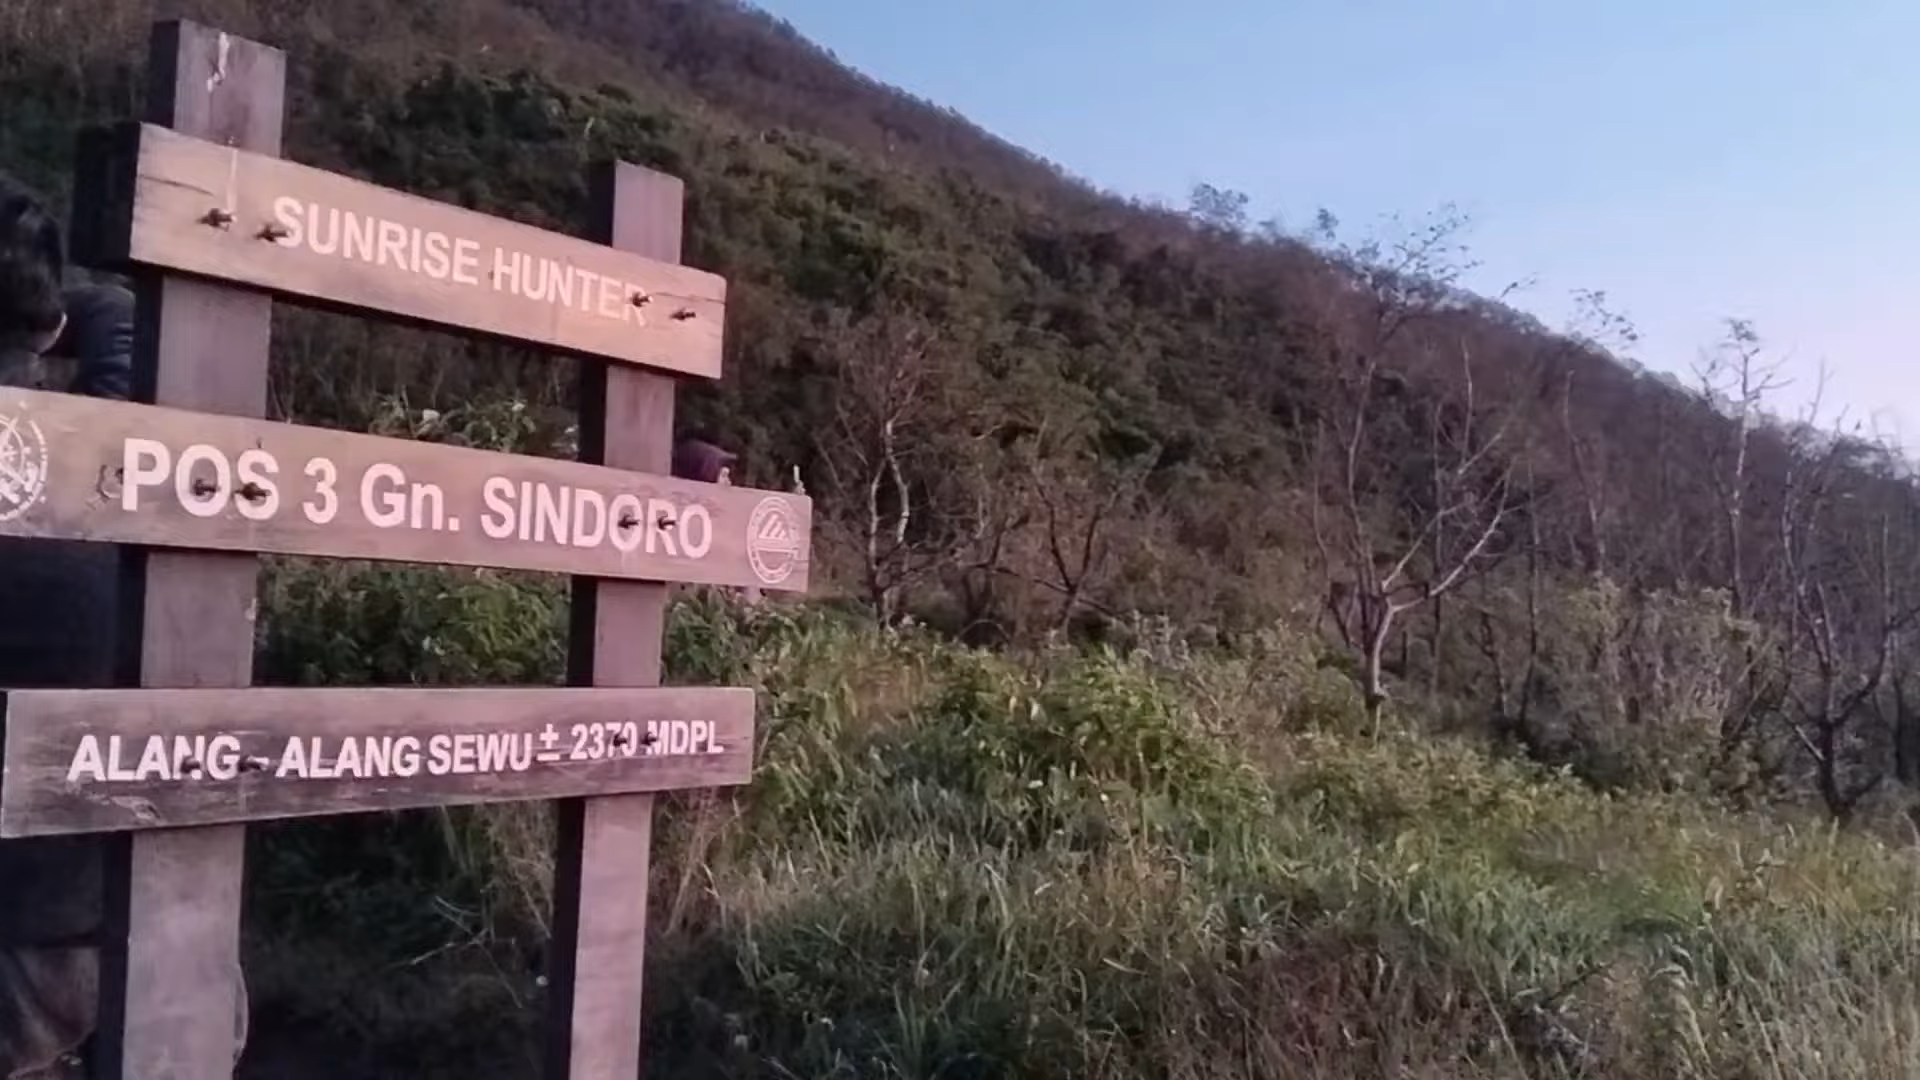 SUNRISE HUNTER
POS 3 Gn. SINDORO
ALANG - ALANG SEWU ± 2370 MDPL